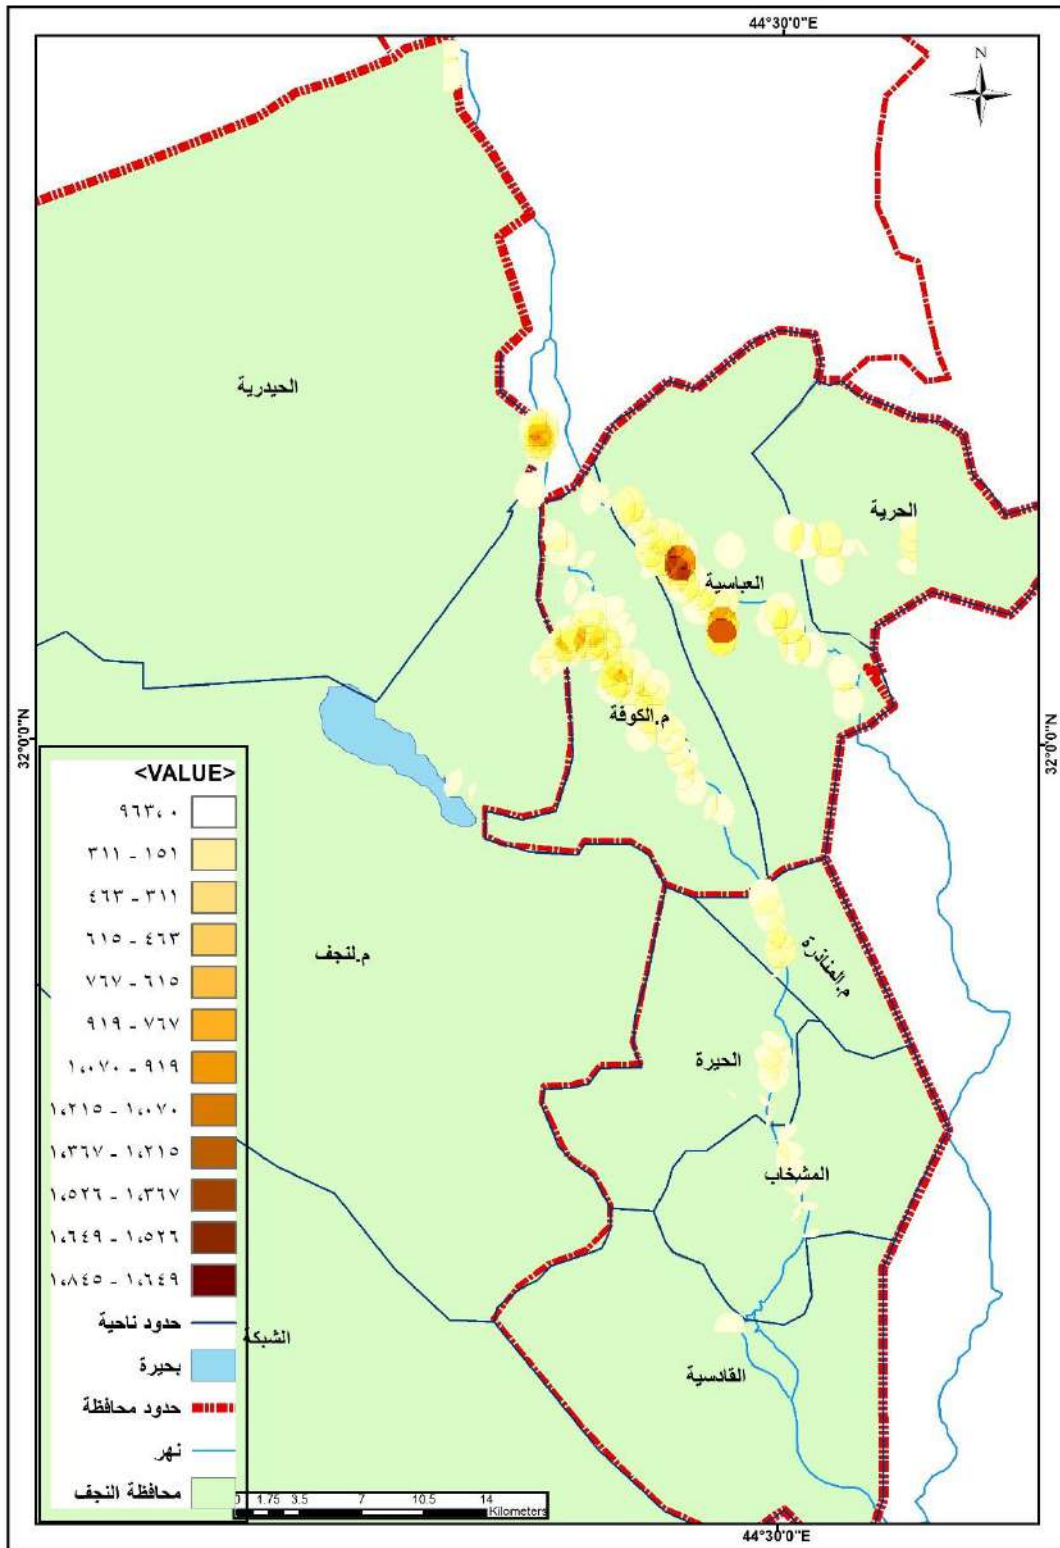 44°30'0"E
N
الحيدرية
الحرية
العباسية
م.الكوفة
32°0'0"N
32°0'0"N
<VALUE>
٩٦٣،٠
٣١١ - ١٥١
٤٦٣ - ٣١١
٦١٥ - ٤٦٣
٧٦٧ - ٦١٥
٩١٩ - ٧٦٧
١،٠٧٠ - ٩١٩
١،٢١٥ - ١،٠٧٠
١،٣٦٧ - ١،٢١٥
١،٥٢٦ - ١،٣٦٧
١،٦٤٩ - ١،٥٢٦
١،٨٤٥ - ١،٦٤٩
حدود ناحية
بحيرة
حدود محافظة
نهر
محافظة النجف
م.لنجف
م.المناذرة
الحيرة
المشخاب
الشبكة
القادسية
0 1.75 3.5 7 10.5 14
Kilometers
44°30'0"E